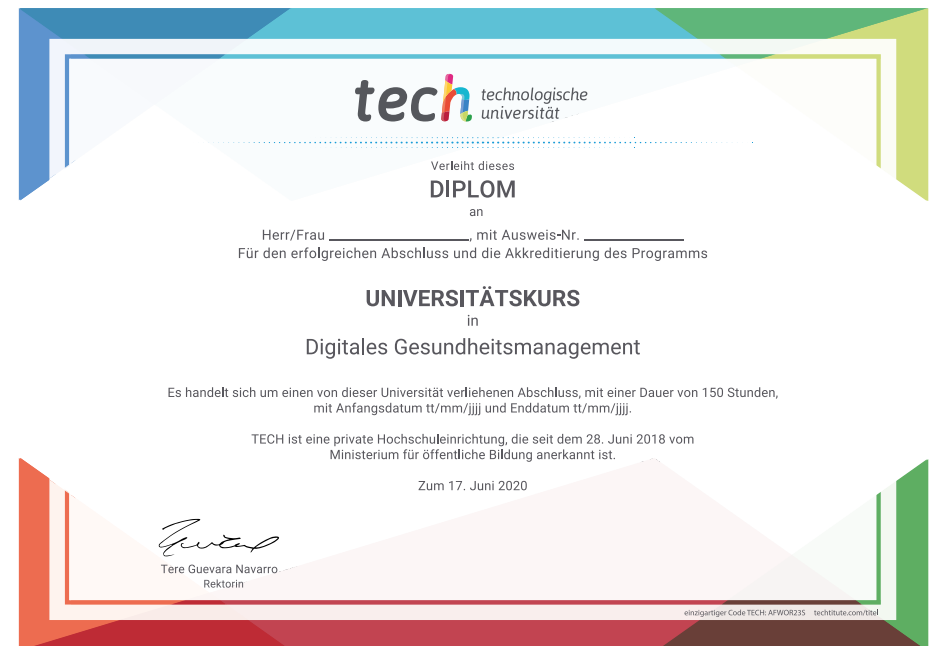 tech technologische
universität
Verleiht dieses
DIPLOM
an
Herr/Frau ____________________, mit Ausweis-Nr. ______________
Für den erfolgreichen Abschluss und die Akkreditierung des Programms
UNIVERSITÄTSKURS
in
Digitales Gesundheitsmanagement
Es handelt sich um einen von dieser Universität verliehenen Abschluss, mit einer Dauer von 150 Stunden,
mit Anfangsdatum tt/mm/jjjj und Enddatum tt/mm/jjjj.
TECH ist eine private Hochschuleinrichtung, die seit dem 28. Juni 2018 vom
Ministerium für öffentliche Bildung anerkannt ist.
Zum 17. Juni 2020
Tere Guevara Navarro
Rektorin
einzigartiger Code TECH: AFWOR23S techtitute.com/titel